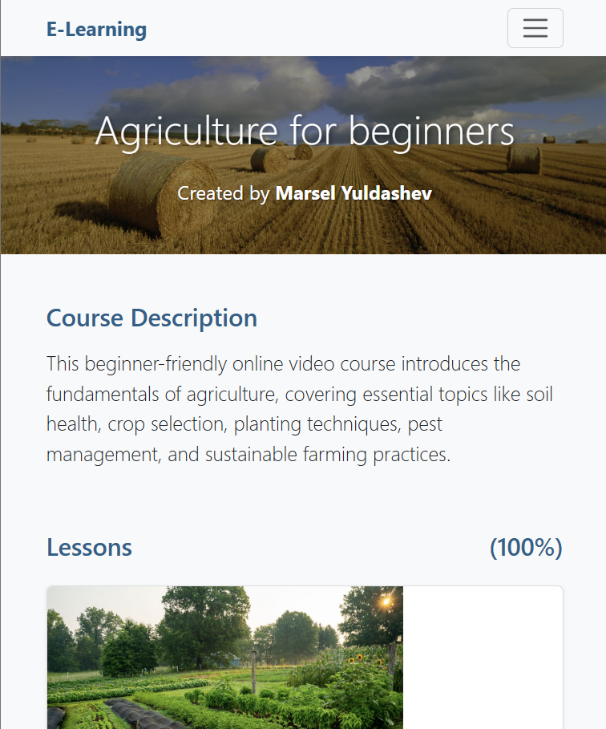 E-Learning
Agriculture for beginners
Created by Marsel Yuldashev
Course Description
This beginner-friendly online video course introduces the
fundamentals of agriculture, covering essential topics like soil
health, crop selection, planting techniques, pest
management, and sustainable farming practices.
Lessons (100%)